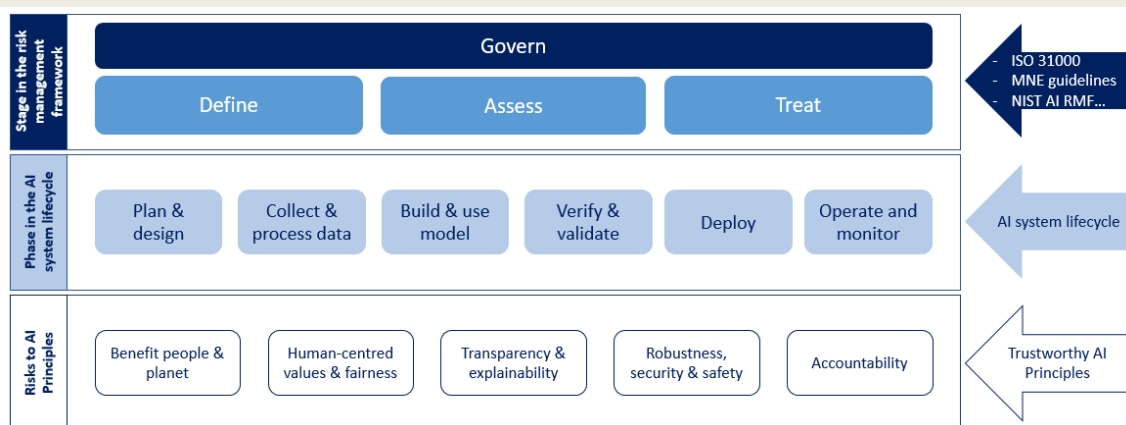 Stage in the risk
management
framework
Govern
Define
Assess
Treat
- ISO 31000
- MNE guidelines
- NIST AI RMF...
Phase in the AI
system lifecycle
Plan &
design
Collect &
process data
Build & use
model
Verify &
validate
Deploy
Operate and
monitor
AI system lifecycle
Risks to AI
Principles
Benefit people &
planet
Human-centred
values & fairness
Transparency &
explainability
Robustness,
security & safety
Accountability
Trustworthy AI
Principles